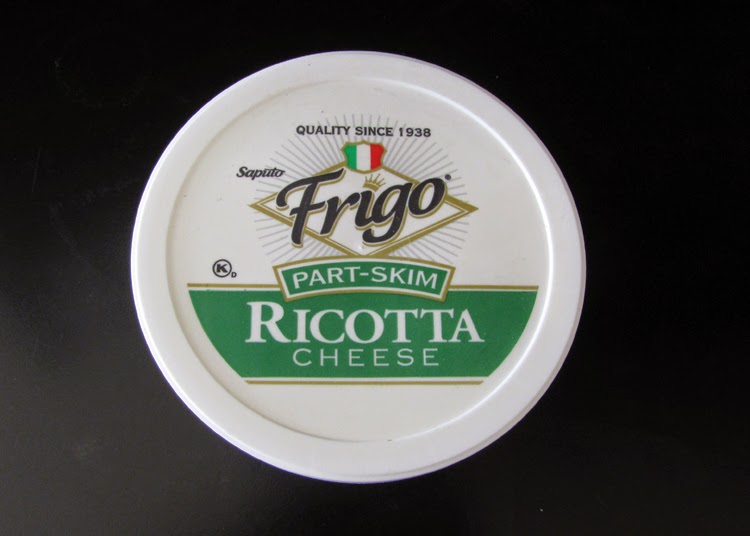 QUALITY SINCE 1938
Saputo
Frigo®
K D
PART-SKIM
RICOTTA
CHEESE